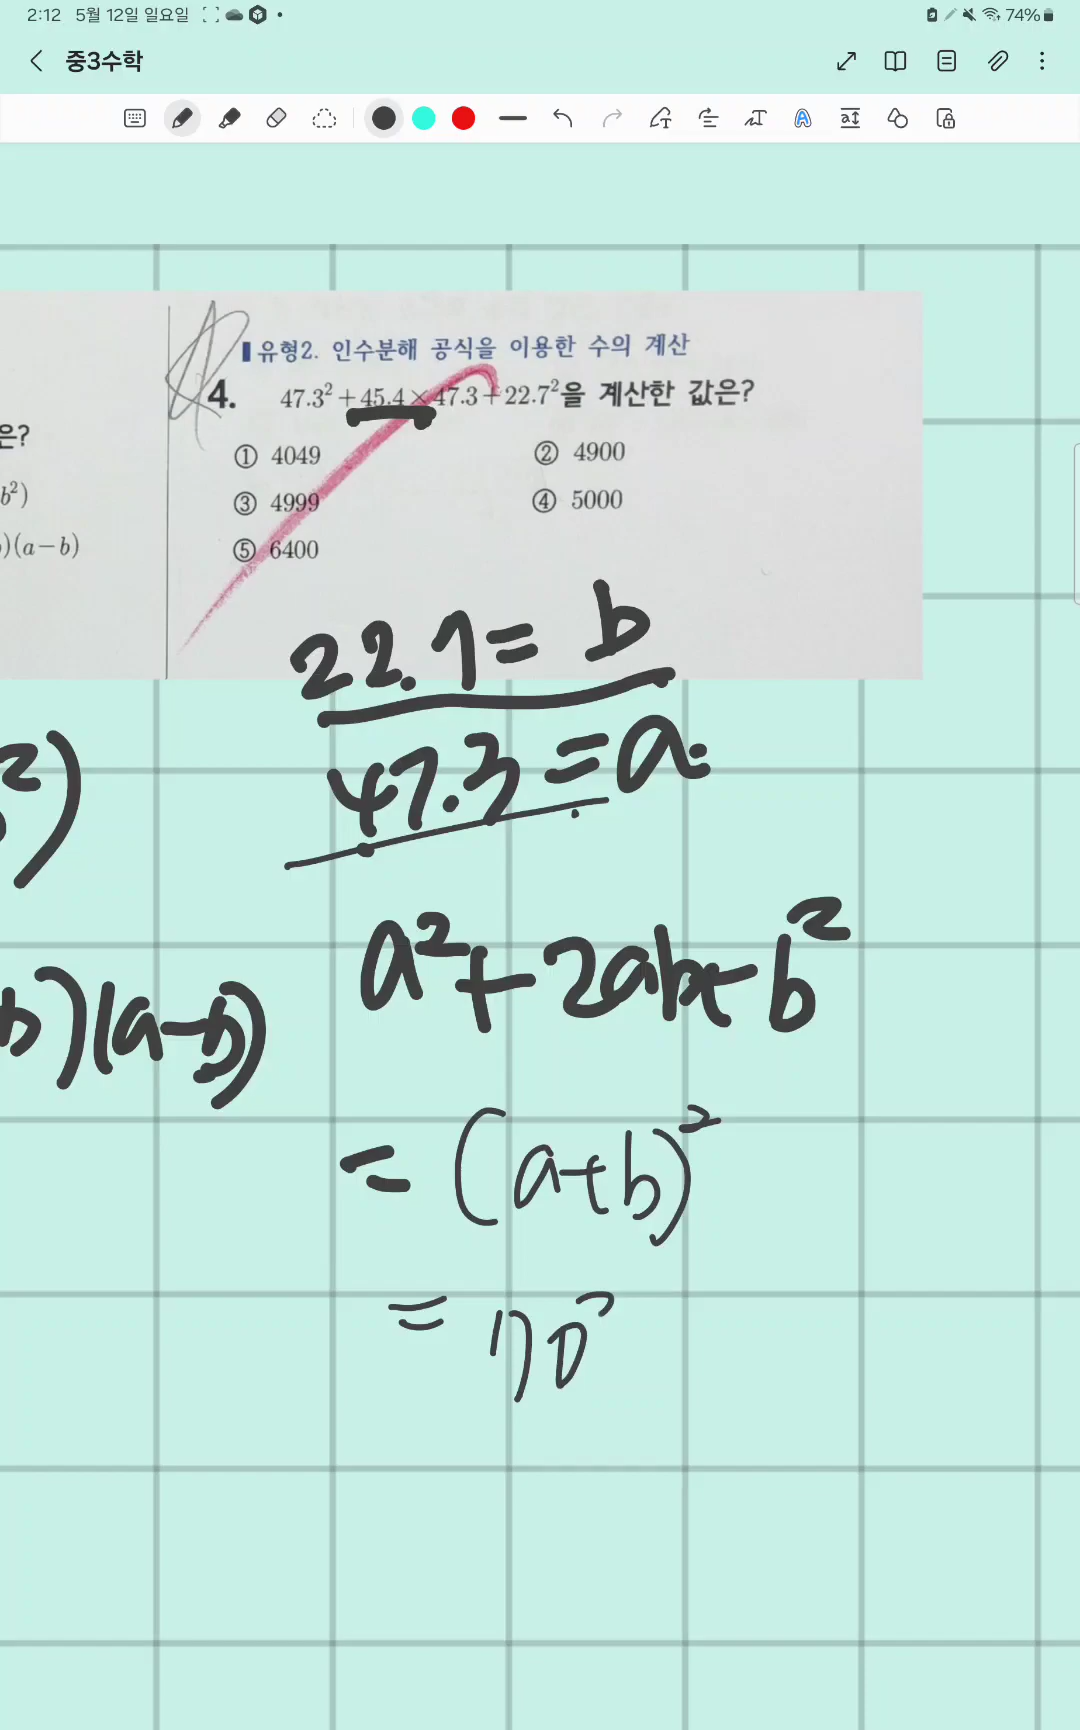 2:12 5월 12일 일요일
74%
중3수학
유형2. 인수분해 공식을 이용한 수의 계산
4. 47.3² + 45.4 × 47.3 + 22.7²을 계산한 값은?
은?
① 4049 ② 4900
b²)
③ 4999 ④ 5000
)(a-b)
⑤ 6400
22.7 = b
47.3 = a
²)
a² + 2ab + b²
b)(a-b)
= (a+b)²
= 70²